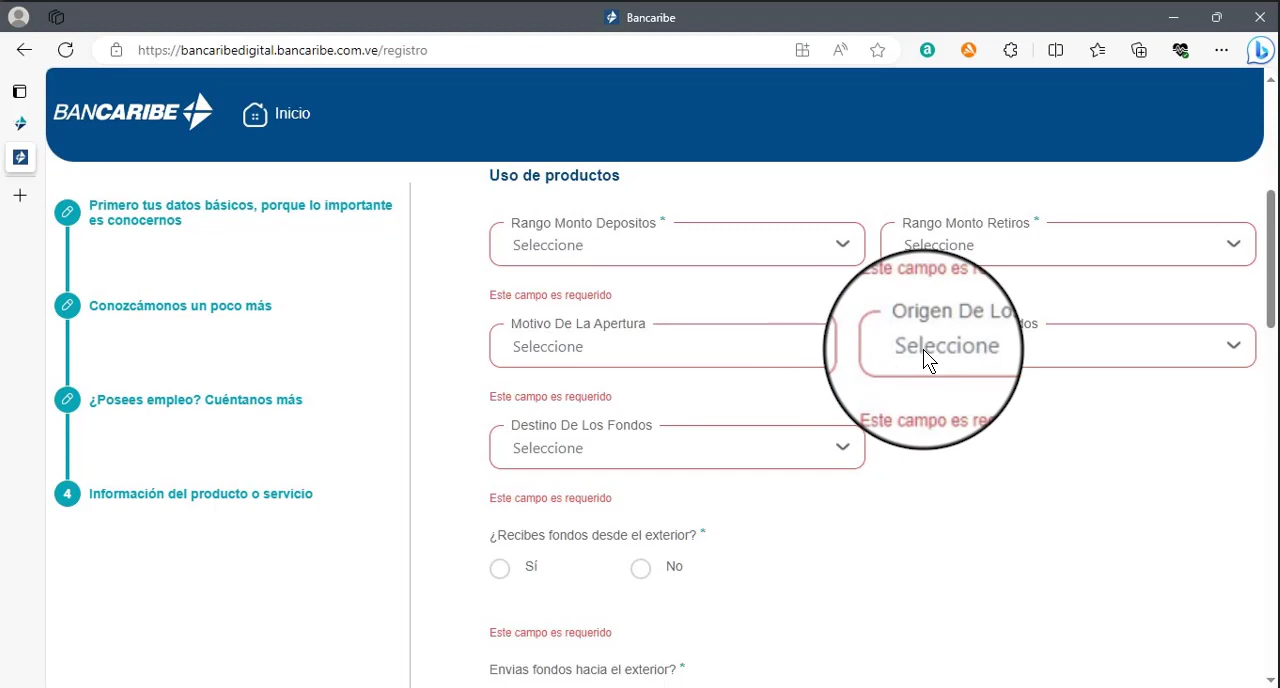 Bancaribe
https://bancaribedigital.bancaribe.com.ve/registro
BANCARIBE
Inicio
Primero tus datos básicos, porque lo importante
es conocernos
Conozcámonos un poco más
¿Posees empleo? Cuéntanos más
4 Información del producto o servicio
Uso de productos
Rango Monto Depositos * Rango Monto Retiros *
Seleccione Seleccione
Este campo es requerido Este campo es
Motivo De La Apertura Origen De Lo
Seleccione Seleccione
Este campo es requerido Este campo es
Destino De Los Fondos
Seleccione
Este campo es requerido
¿Recibes fondos desde el exterior? *
Sí No
Este campo es requerido
Envias fondos hacia el exterior? *